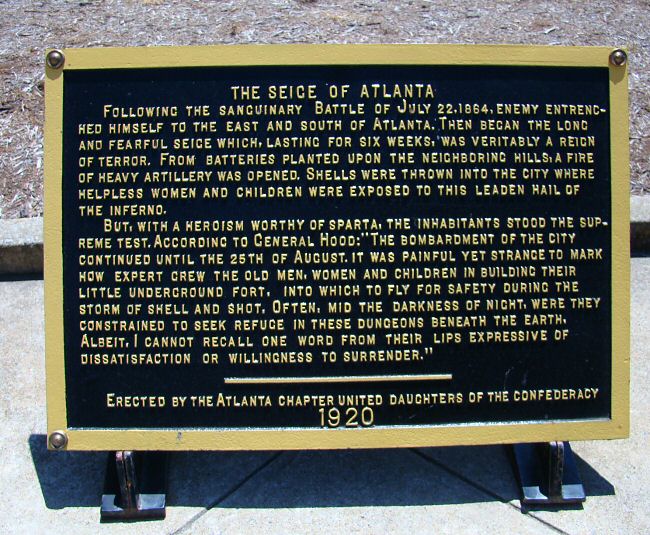 THE SEIGE OF ATLANTA
FOLLOWING THE SANGUINARY BATTLE OF JULY 22.1864, ENEMY ENTRENC-
HED HIMSELF TO THE EAST AND SOUTH OF ATLANTA. THEN BEGAN THE LONG
AND FEARFUL SEIGE WHICH, LASTING FOR SIX WEEKS, WAS VERITABLY A REIGN
OF TERROR. FROM BATTERIES PLANTED UPON THE NEIGHBORING HILLS, A FIRE
OF HEAVY ARTILLERY WAS OPENED. SHELLS WERE THROWN INTO THE CITY WHERE
HELPLESS WOMEN AND CHILDREN WERE EXPOSED TO THIS LEADEN HAIL OF
THE INFERNO.
BUT, WITH A HEROISM WORTHY OF SPARTA, THE INHABITANTS STOOD THE SUP-
REME TEST. ACCORDING TO GENERAL HOOD: "THE BOMBARDMENT OF THE CITY
CONTINUED UNTIL THE 25TH OF AUGUST. IT WAS PAINFUL YET STRANGE TO MARK
HOW EXPERT GREW THE OLD MEN, WOMEN AND CHILDREN IN BUILDING THEIR
LITTLE UNDERGROUND FORT, INTO WHICH TO FLY FOR SAFETY DURING THE
STORM OF SHELL AND SHOT. OFTEN, MID THE DARKNESS OF NIGHT, WERE THEY
CONSTRAINED TO SEEK REFUGE IN THESE DUNGEONS BENEATH THE EARTH.
ALBEIT, I CANNOT RECALL ONE WORD FROM THEIR LIPS EXPRESSIVE OF
DISSATISFACTION OR WILLINGNESS TO SURRENDER."
ERECTED BY THE ATLANTA CHAPTER UNITED DAUGHTERS OF THE CONFEDERACY
1920